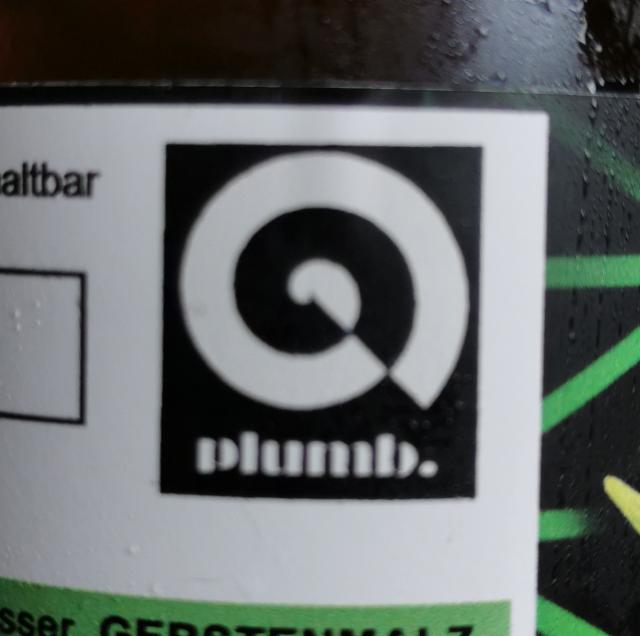 altbar
plumb.
sser, GERSTENMALZ